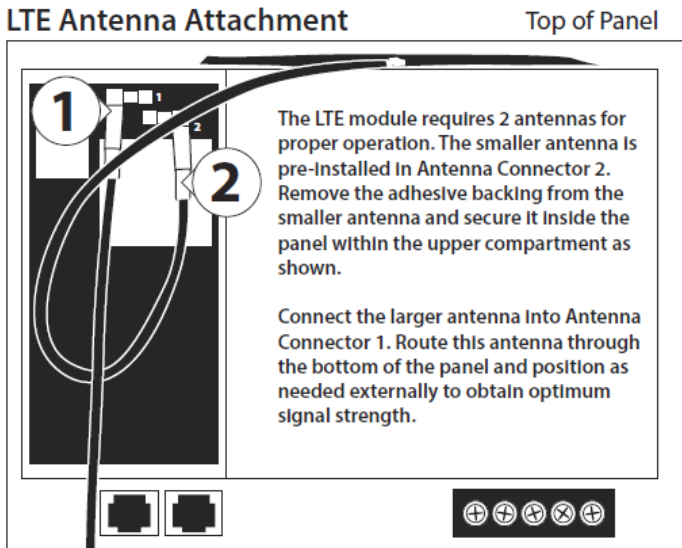 LTE Antenna Attachment
Top of Panel
1
1
2
2
The LTE module requires 2 antennas for
proper operation. The smaller antenna is
pre-installed in Antenna Connector 2.
Remove the adhesive backing from the
smaller antenna and secure it inside the
panel within the upper compartment as
shown.
Connect the larger antenna into Antenna
Connector 1. Route this antenna through
the bottom of the panel and position as
needed externally to obtain optimum
signal strength.